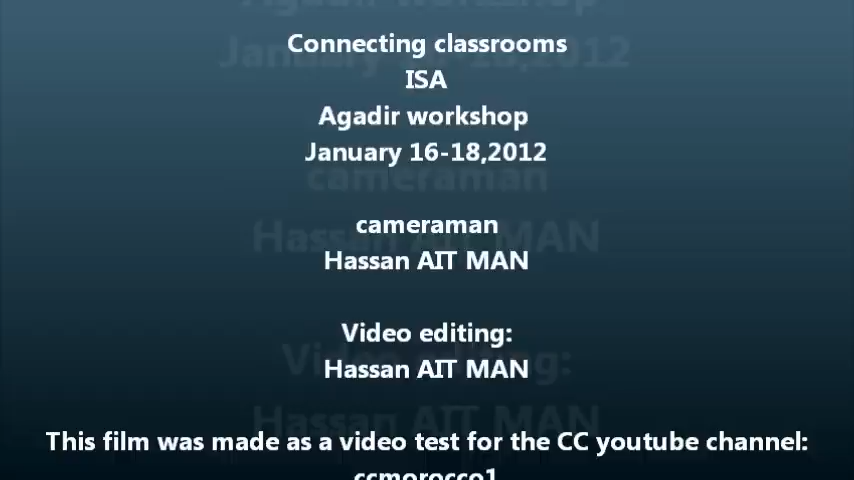 Connecting classrooms
ISA
Agadir workshop
January 16-18,2012
cameraman
Hassan AIT MAN
Video editing:
Hassan AIT MAN
This film was made as a video test for the CC youtube channel:
ccmorocco1